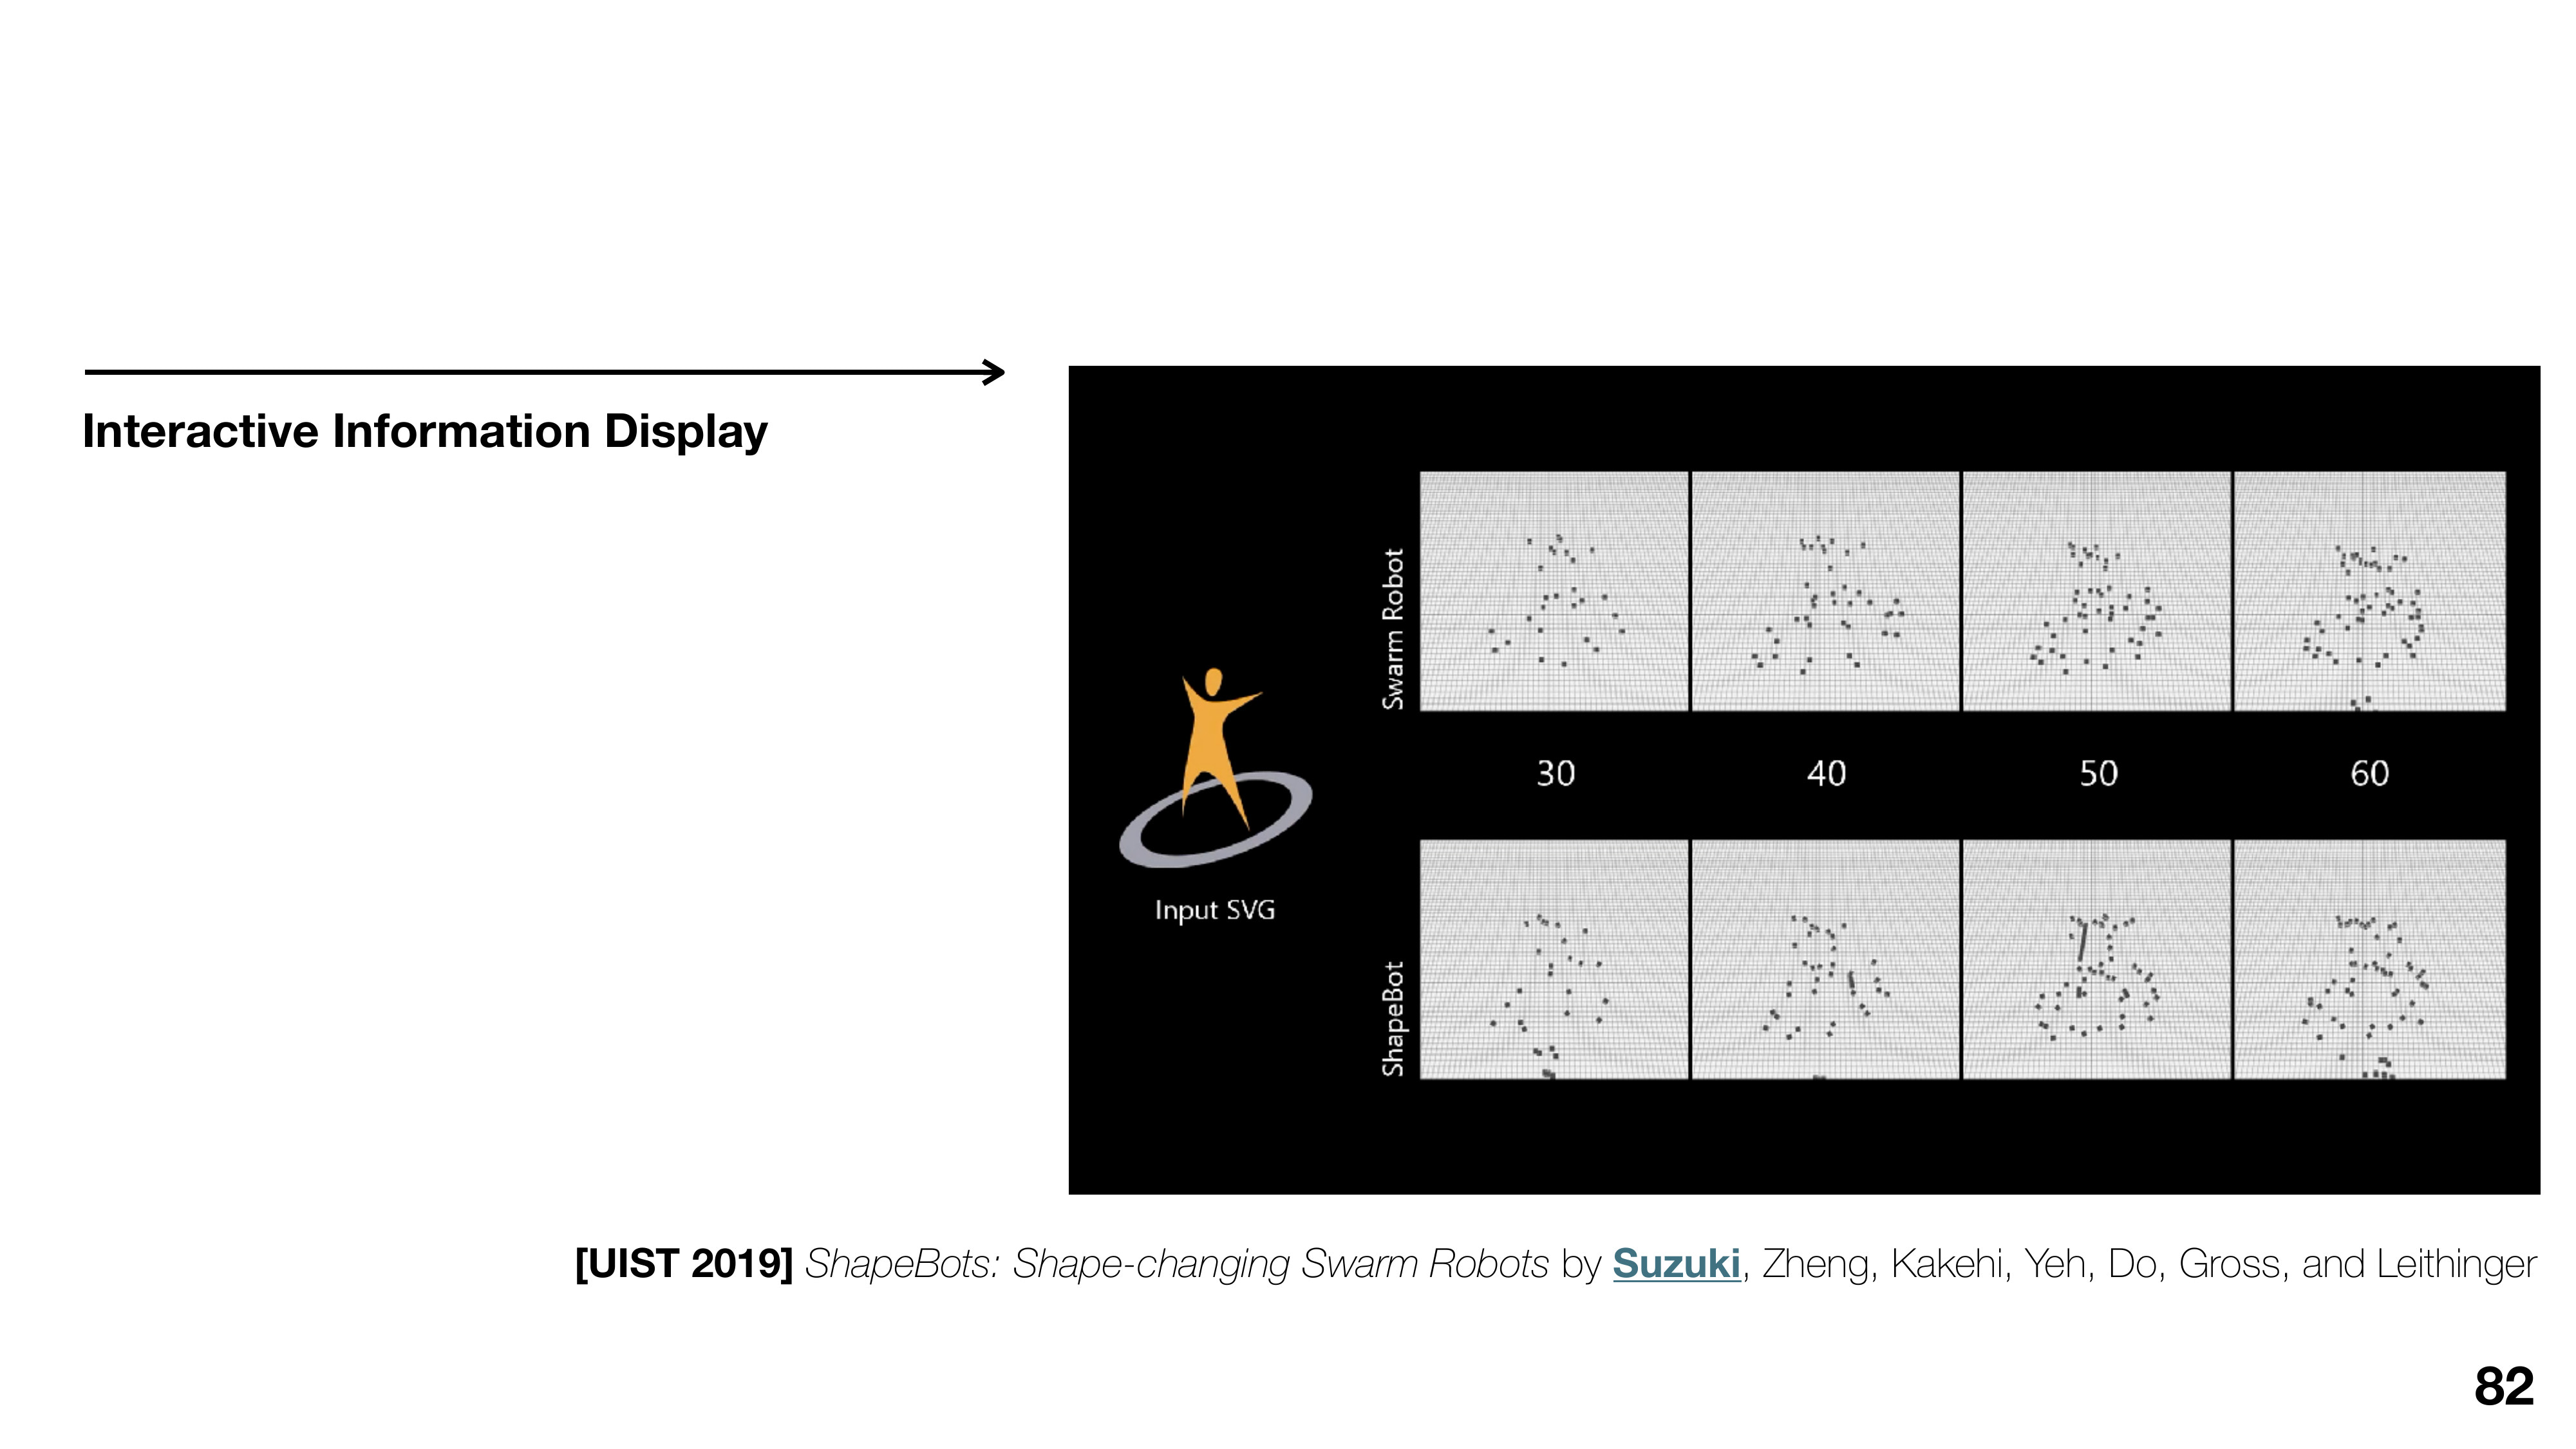 Interactive Information Display
Swarm Robot
30 40 50 60
Input SVG
ShapeBot
[UIST 2019] ShapeBots: Shape-changing Swarm Robots by Suzuki, Zheng, Kakehi, Yeh, Do, Gross, and Leithinger
82